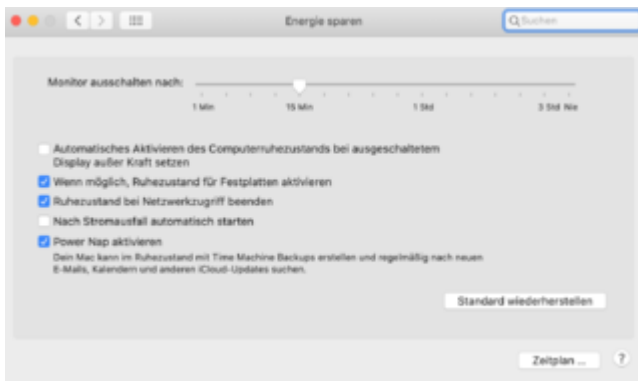 Energie sparen
Suchen
Monitor ausschalten nach:
1 Min 15 Min 1 Std 3 Std Nie
Automatisches Aktivieren des Computerruhezustands bei ausgeschaltetem
Display außer Kraft setzen
Wenn möglich, Ruhezustand für Festplatten aktivieren
Ruhezustand bei Netzwerkzugriff beenden
Nach Stromausfall automatisch starten
Power Nap aktivieren
Dein Mac kann im Ruhezustand mit Time Machine Backups erstellen und regelmäßig nach neuen
E-Mails, Kalendern und anderen iCloud-Updates suchen.
Standard wiederherstellen
Zeitplan ... ?